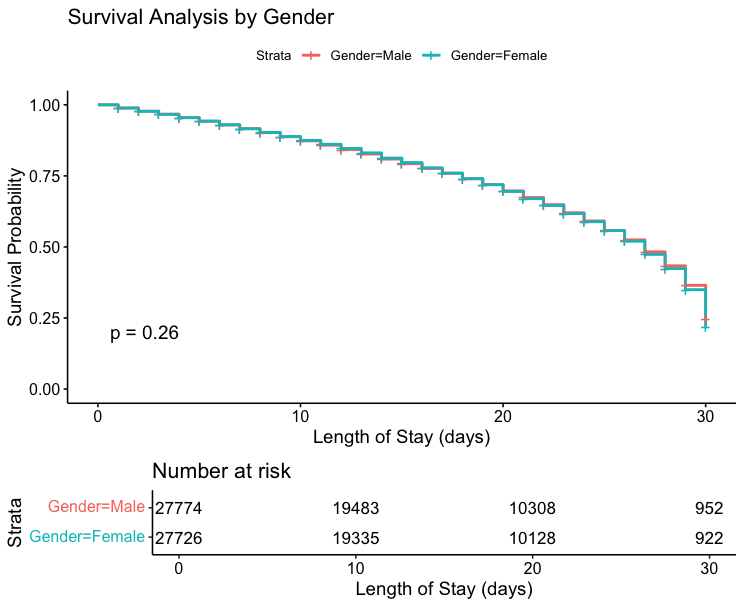 Survival Analysis by Gender
Strata Gender=Male Gender=Female
Survival Probability
1.00
0.75
0.50
0.25
0.00
p = 0.26
0 10 20 30
Length of Stay (days)
Number at risk
Strata
Gender=Male 27774 19483 10308 952
Gender=Female 27726 19335 10128 922
0 10 20 30
Length of Stay (days)